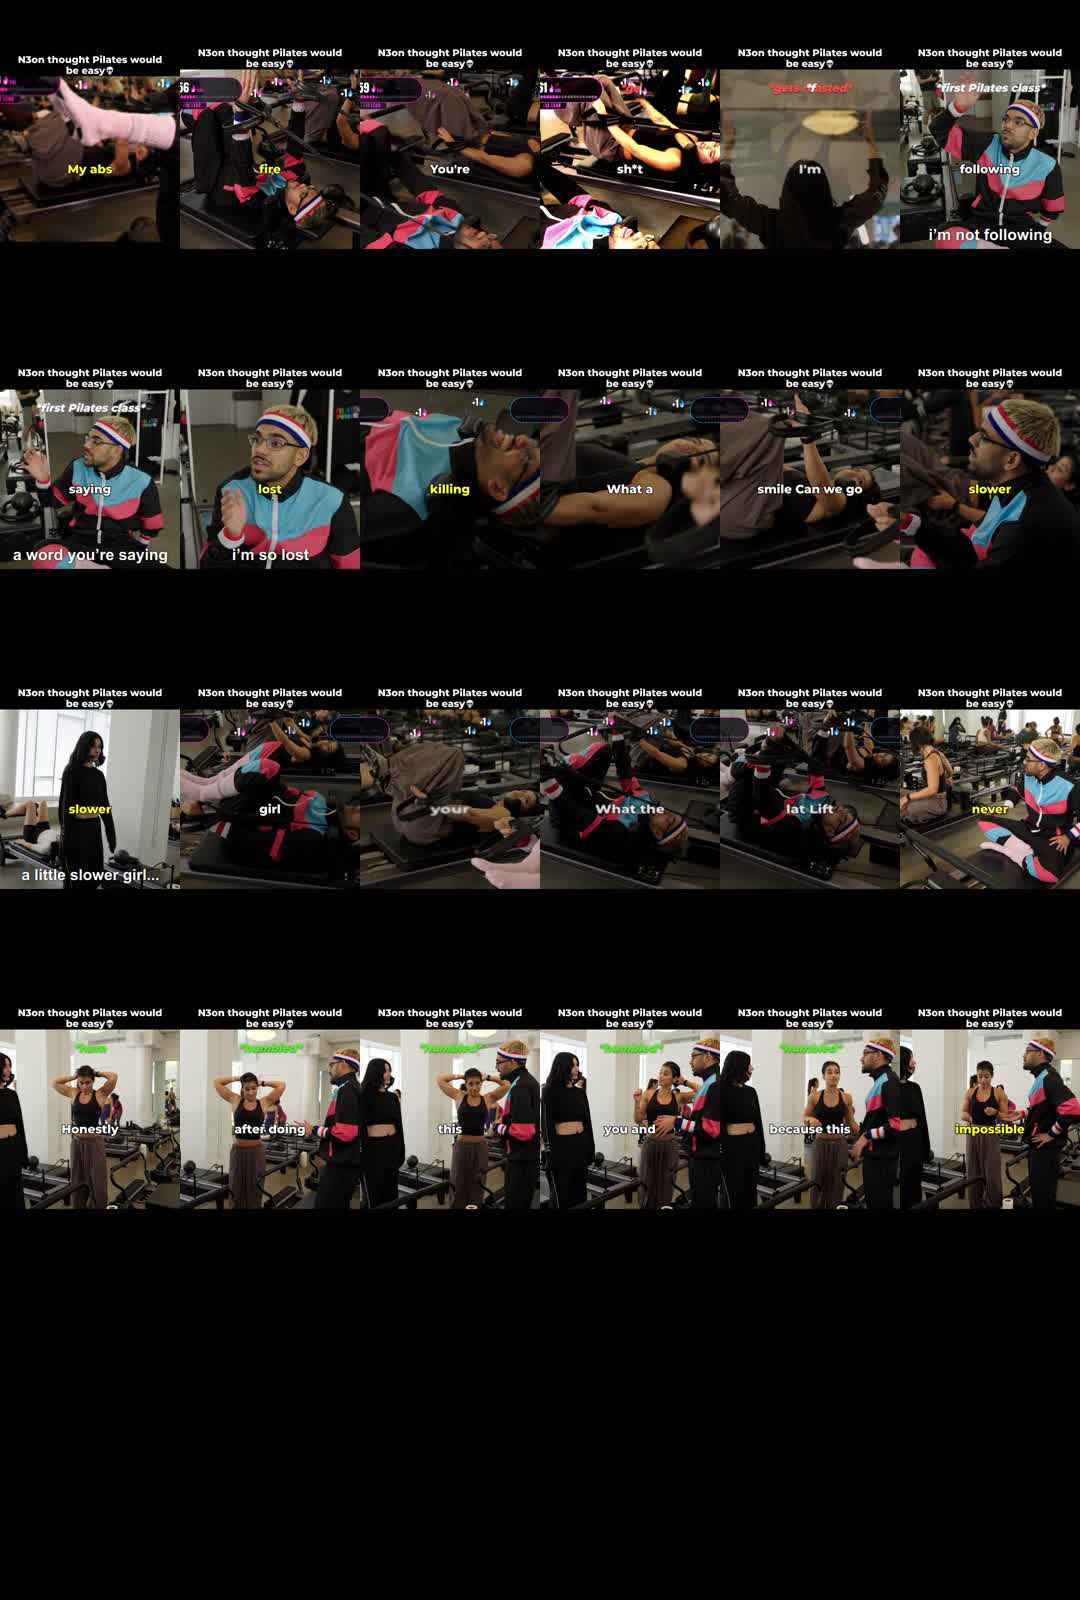 N3on thought Pilates would
be easy💀
My abs
N3on thought Pilates would
be easy💀
fire
N3on thought Pilates would
be easy💀
You're
N3on thought Pilates would
be easy💀
sh*t
N3on thought Pilates would
be easy💀
I'm
N3on thought Pilates would
be easy💀
*first Pilates class*
following
i'm not following
N3on thought Pilates would
be easy💀
*first Pilates class*
saying
a word you're saying
N3on thought Pilates would
be easy💀
lost
i'm so lost
N3on thought Pilates would
be easy💀
killing
N3on thought Pilates would
be easy💀
What a
N3on thought Pilates would
be easy💀
smile Can we go
N3on thought Pilates would
be easy💀
slower
N3on thought Pilates would
be easy💀
slower
a little slower girl...
N3on thought Pilates would
be easy💀
girl
N3on thought Pilates would
be easy💀
your
N3on thought Pilates would
be easy💀
What the
N3on thought Pilates would
be easy💀
lat Lift
N3on thought Pilates would
be easy💀
never
N3on thought Pilates would
be easy💀
Honestly
N3on thought Pilates would
be easy💀
*humbled*
after doing
N3on thought Pilates would
be easy💀
*humbled*
this
N3on thought Pilates would
be easy💀
*humbled*
you and
N3on thought Pilates would
be easy💀
*humbled*
because this
N3on thought Pilates would
be easy💀
impossible